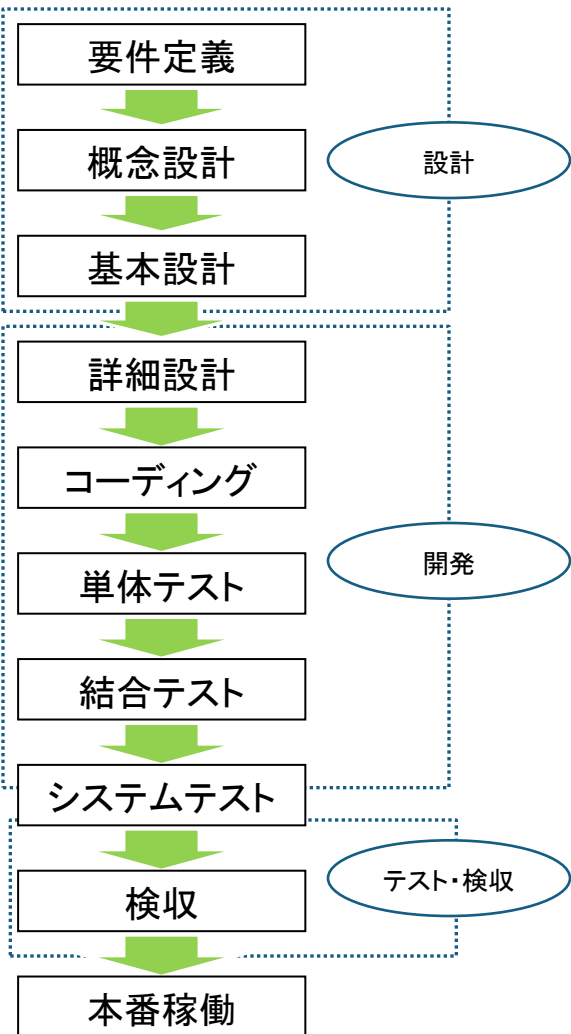 要件定義
概念設計
設計
基本設計
詳細設計
コーディング
開発
単体テスト
結合テスト
システムテスト
テスト・検収
検収
本番稼働